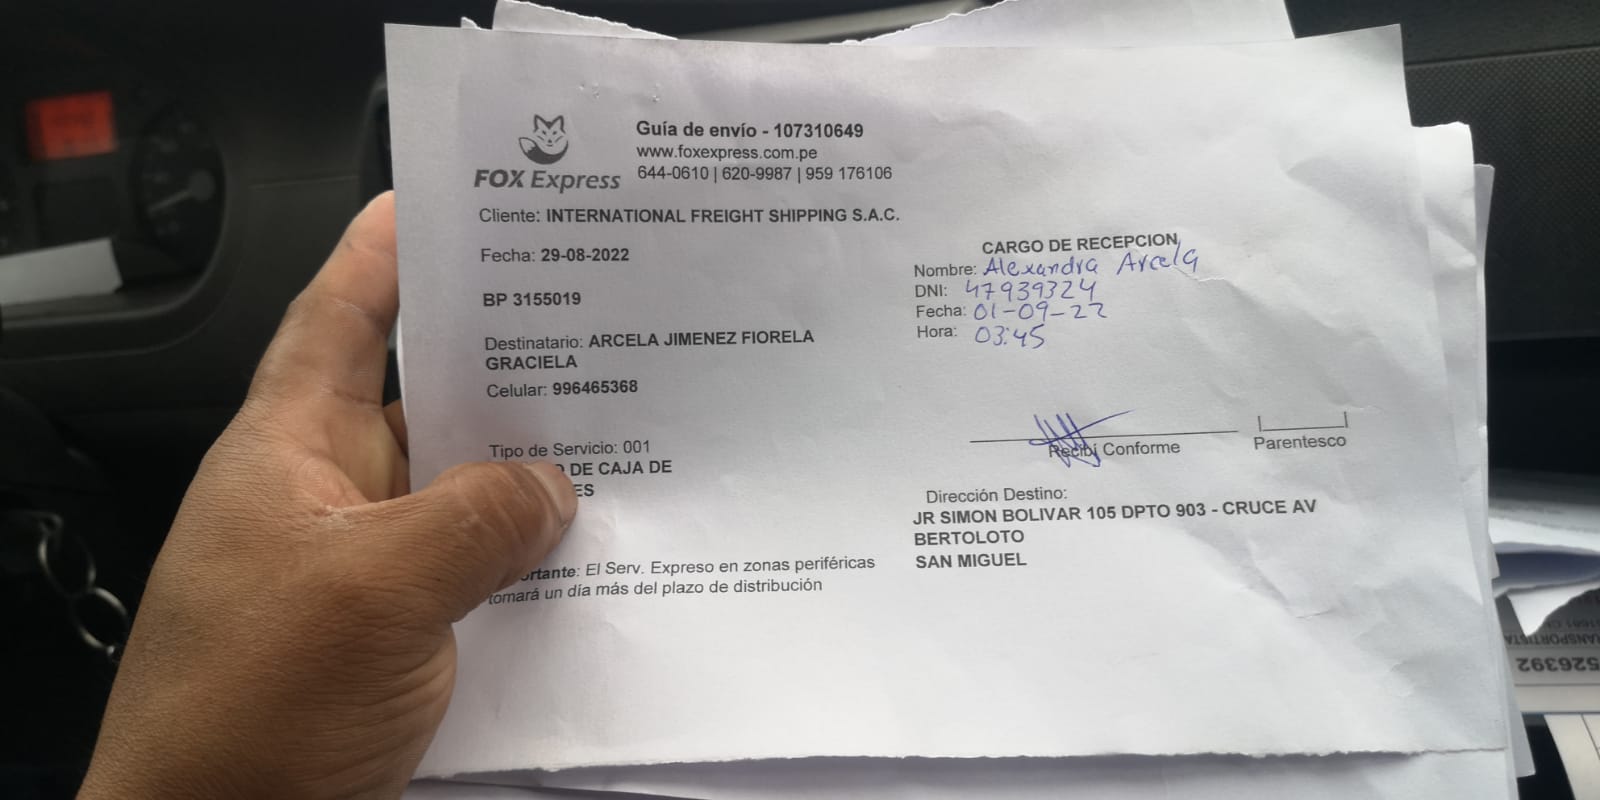 Guía de envío - 107310649
www.foxexpress.com.pe
FOX Express
644-0610 | 620-9987 | 959 176106
Cliente: INTERNATIONAL FREIGHT SHIPPING S.A.C.
Fecha: 29-08-2022
BP 3155019
Destinatario: ARCELA JIMENEZ FIORELA
GRACIELA
Celular: 996465368
Tipo de Servicio: 001
DE CAJA DE
ES
rtante: El Serv. Expreso en zonas periféricas
tomará un día más del plazo de distribución
CARGO DE RECEPCION
Nombre: Alexandra Arcela
DNI: 47939324
Fecha: 01-09-22
Hora: 03:45
Recibí Conforme
Parentesco
Dirección Destino:
JR SIMON BOLIVAR 105 DPTO 903 - CRUCE AV
BERTOLOTO
SAN MIGUEL
TRANSPORTISTA
526392